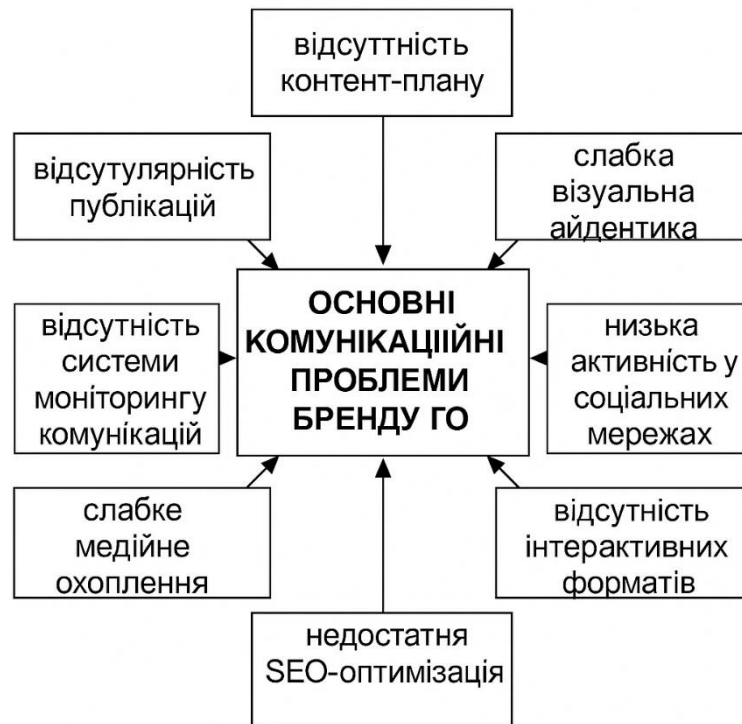 відсуттність
контент-плану
відсутулярність
публікацій
слабка
візуальна
айдентика
ОСНОВНІ
КОМУНІКАЦІІЙНІ
ПРОБЛЕМИ
БРЕНДУ ГО
відсутність
системи
моніторингу
комунікацій
низька
активність у
соціальних
мережах
слабке
медійне
охоплення
відсутність
інтерактивних
форматів
недостатня
SEO-оптимізація